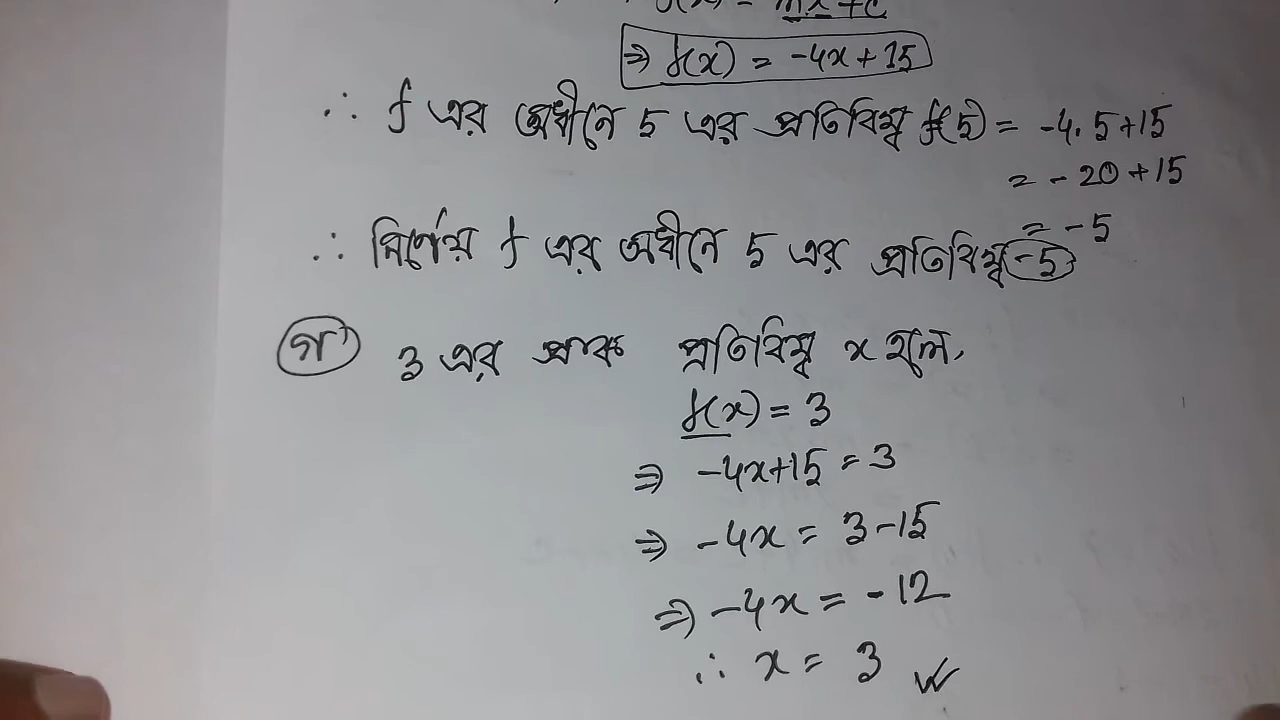 f(x) = mx+c
⇒ f(x) = -4x+15
∴ f এর অধীনে 5 এর প্রতিবিম্ব f(5) = -4.5+15
= -20+15
= -5
∴ নির্ণেয় f এর অধীনে 5 এর প্রতিবিম্ব -5
গ 3 এর প্রাক প্রতিবিম্ব x হলে,
f(x) = 3
⇒ -4x+15 = 3
⇒ -4x = 3-15
⇒ -4x = -12
∴ x = 3